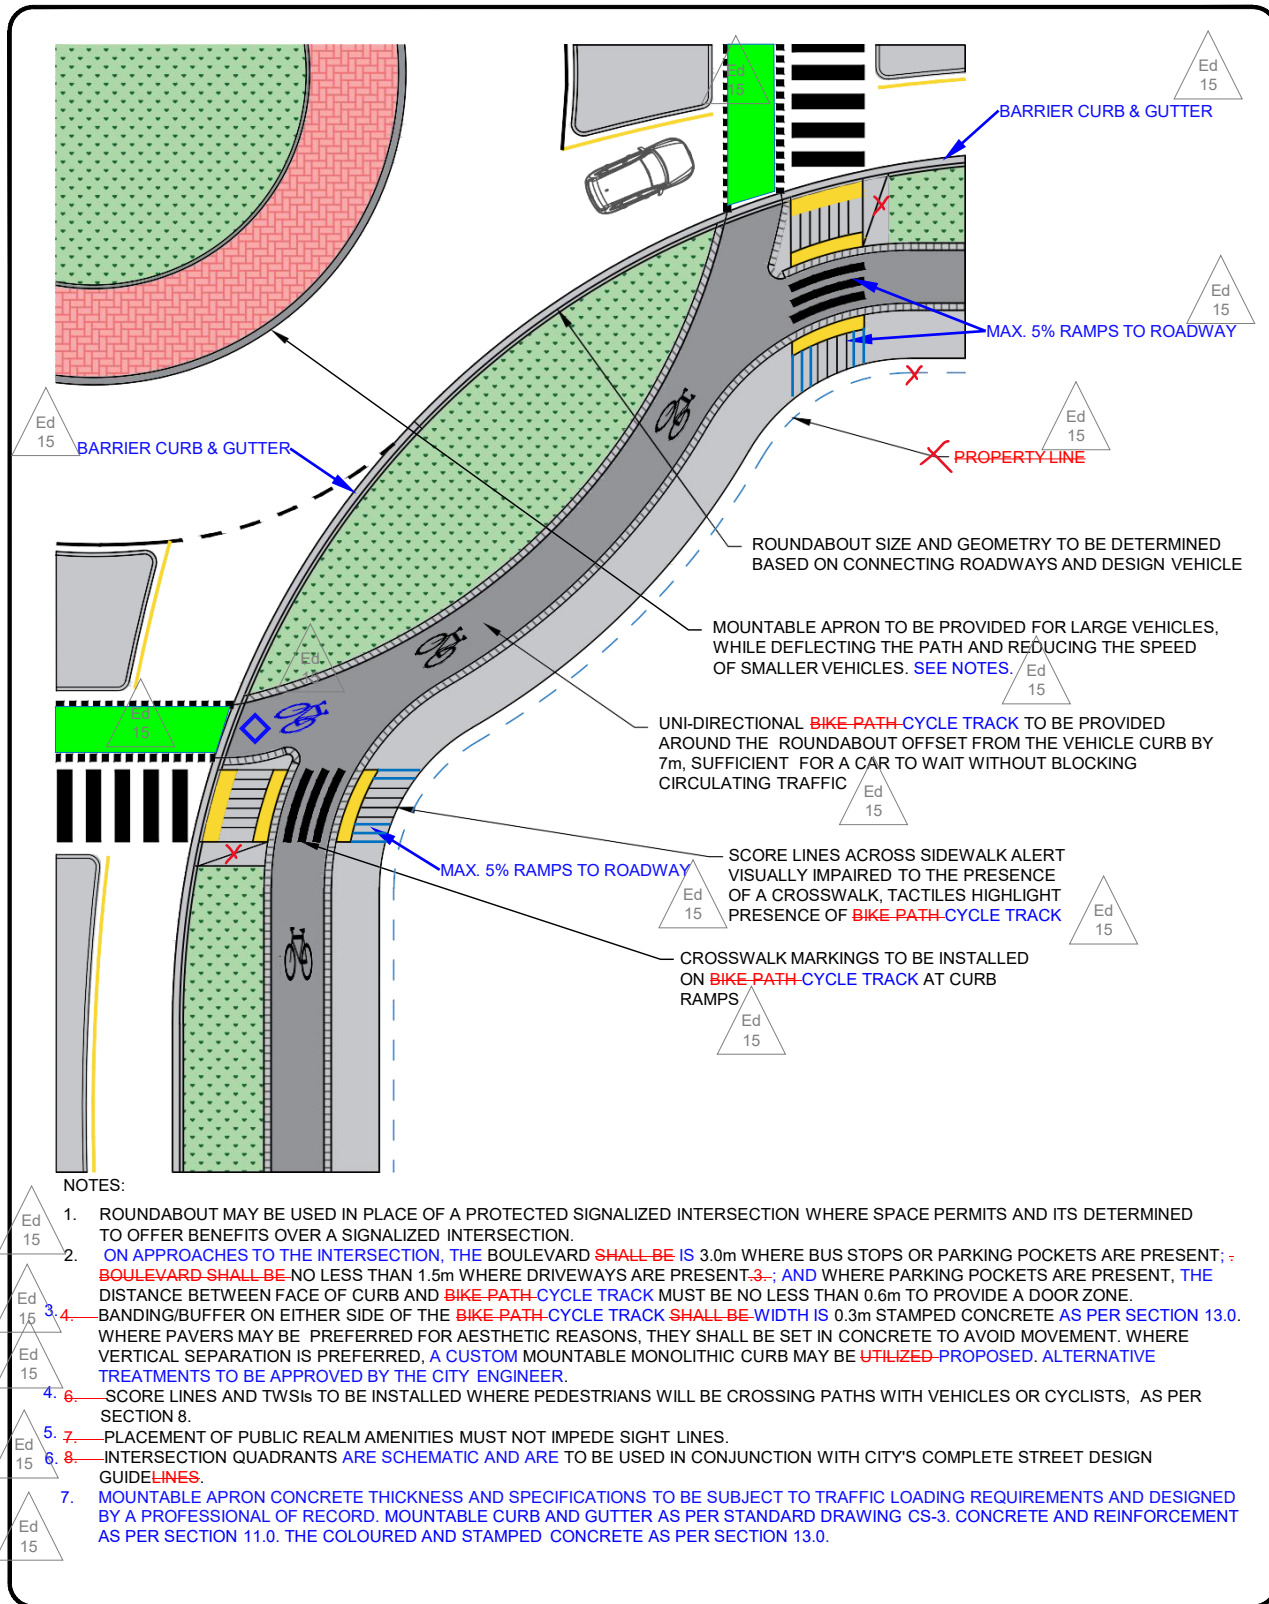 Ed
15
Ed
15
BARRIER CURB & GUTTER
Ed
15
MAX. 5% RAMPS TO ROADWAY
Ed
15
BARRIER CURB & GUTTER
Ed
15
PROPERTY LINE
ROUNDABOUT SIZE AND GEOMETRY TO BE DETERMINED
BASED ON CONNECTING ROADWAYS AND DESIGN VEHICLE
MOUNTABLE APRON TO BE PROVIDED FOR LARGE VEHICLES,
WHILE DEFLECTING THE PATH AND REDUCING THE SPEED
OF SMALLER VEHICLES. SEE NOTES.
Ed
15
Ed
15
Ed
15
UNI-DIRECTIONAL BIKE PATH CYCLE TRACK TO BE PROVIDED
AROUND THE ROUNDABOUT OFFSET FROM THE VEHICLE CURB BY
7m, SUFFICIENT FOR A CAR TO WAIT WITHOUT BLOCKING
CIRCULATING TRAFFIC
Ed
15
SCORE LINES ACROSS SIDEWALK ALERT
VISUALLY IMPAIRED TO THE PRESENCE
OF A CROSSWALK, TACTILES HIGHLIGHT
PRESENCE OF BIKE PATH CYCLE TRACK
MAX. 5% RAMPS TO ROADWAY
Ed
15
Ed
15
CROSSWALK MARKINGS TO BE INSTALLED
ON BIKE PATH CYCLE TRACK AT CURB
RAMPS
Ed
15
NOTES:
Ed
15
1. ROUNDABOUT MAY BE USED IN PLACE OF A PROTECTED SIGNALIZED INTERSECTION WHERE SPACE PERMITS AND ITS DETERMINED
TO OFFER BENEFITS OVER A SIGNALIZED INTERSECTION.
2. ON APPROACHES TO THE INTERSECTION, THE BOULEVARD SHALL BE IS 3.0m WHERE BUS STOPS OR PARKING POCKETS ARE PRESENT; .
BOULEVARD SHALL BE NO LESS THAN 1.5m WHERE DRIVEWAYS ARE PRESENT.3. ; AND WHERE PARKING POCKETS ARE PRESENT, THE
DISTANCE BETWEEN FACE OF CURB AND BIKE PATH CYCLE TRACK MUST BE NO LESS THAN 0.6m TO PROVIDE A DOOR ZONE.
Ed
15
3. 4. BANDING/BUFFER ON EITHER SIDE OF THE BIKE PATH CYCLE TRACK SHALL BE WIDTH IS 0.3m STAMPED CONCRETE AS PER SECTION 13.0.
WHERE PAVERS MAY BE PREFERRED FOR AESTHETIC REASONS, THEY SHALL BE SET IN CONCRETE TO AVOID MOVEMENT. WHERE
VERTICAL SEPARATION IS PREFERRED, A CUSTOM MOUNTABLE MONOLITHIC CURB MAY BE UTILIZED PROPOSED. ALTERNATIVE
TREATMENTS TO BE APPROVED BY THE CITY ENGINEER.
Ed
15
4. 6. SCORE LINES AND TWSIs TO BE INSTALLED WHERE PEDESTRIANS WILL BE CROSSING PATHS WITH VEHICLES OR CYCLISTS, AS PER
SECTION 8.
5. 7. PLACEMENT OF PUBLIC REALM AMENITIES MUST NOT IMPEDE SIGHT LINES.
Ed
15
6. 8. INTERSECTION QUADRANTS ARE SCHEMATIC AND ARE TO BE USED IN CONJUNCTION WITH CITY'S COMPLETE STREET DESIGN
GUIDELINES.
7. MOUNTABLE APRON CONCRETE THICKNESS AND SPECIFICATIONS TO BE SUBJECT TO TRAFFIC LOADING REQUIREMENTS AND DESIGNED
BY A PROFESSIONAL OF RECORD. MOUNTABLE CURB AND GUTTER AS PER STANDARD DRAWING CS-3. CONCRETE AND REINFORCEMENT
AS PER SECTION 11.0. THE COLOURED AND STAMPED CONCRETE AS PER SECTION 13.0.
Ed
15